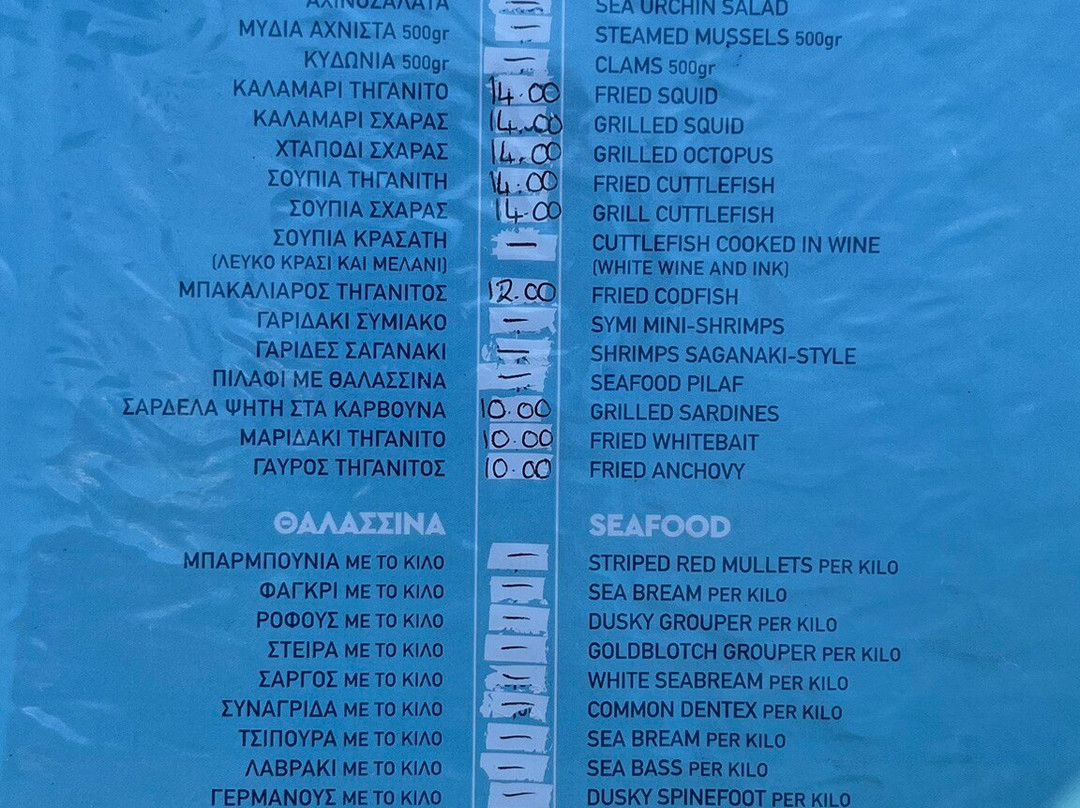 ΑΧΙΝΟΣΑΛΑΤΑ - SEA URCHIN SALAD
ΜΥΔΙΑ ΑΧΝΙΣΤΑ 500gr - STEAMED MUSSELS 500gr
ΚΥΔΩΝΙΑ 500gr - CLAMS 500gr
ΚΑΛΑΜΑΡΙ ΤΗΓΑΝΙΤΟ 14.00 FRIED SQUID
ΚΑΛΑΜΑΡΙ ΣΧΑΡΑΣ 14.00 GRILLED SQUID
ΧΤΑΠΟΔΙ ΣΧΑΡΑΣ 14.00 GRILLED OCTOPUS
ΣΟΥΠΙΑ ΤΗΓΑΝΙΤΗ 14.00 FRIED CUTTLEFISH
ΣΟΥΠΙΑ ΣΧΑΡΑΣ 14.00 GRILL CUTTLEFISH
ΣΟΥΠΙΑ ΚΡΑΣΑΤΗ - CUTTLEFISH COOKED IN WINE
(ΛΕΥΚΟ ΚΡΑΣΙ ΚΑΙ ΜΕΛΑΝΙ) (WHITE WINE AND INK)
ΜΠΑΚΑΛΙΑΡΟΣ ΤΗΓΑΝΙΤΟΣ 12.00 FRIED CODFISH
ΓΑΡΙΔΑΚΙ ΣΥΜΙΑΚΟ - SYMI MINI-SHRIMPS
ΓΑΡΙΔΕΣ ΣΑΓΑΝΑΚΙ - SHRIMPS SAGANAKI-STYLE
ΠΙΛΑΦΙ ΜΕ ΘΑΛΑΣΣΙΝΑ - SEAFOOD PILAF
ΣΑΡΔΕΛΑ ΨΗΤΗ ΣΤΑ ΚΑΡΒΟΥΝΑ 10.00 GRILLED SARDINES
ΜΑΡΙΔΑΚΙ ΤΗΓΑΝΙΤΟ 10.00 FRIED WHITEBAIT
ΓΑΥΡΟΣ ΤΗΓΑΝΙΤΟΣ 10.00 FRIED ANCHOVY
ΘΑΛΑΣΣΙΝΑ SEAFOOD
ΜΠΑΡΜΠΟΥΝΙΑ ΜΕ ΤΟ ΚΙΛΟ - STRIPED RED MULLETS PER KILO
ΦΑΓΚΡΙ ΜΕ ΤΟ ΚΙΛΟ - SEA BREAM PER KILO
ΡΟΦΟΥΣ ΜΕ ΤΟ ΚΙΛΟ - DUSKY GROUPER PER KILO
ΣΤΕΙΡΑ ΜΕ ΤΟ ΚΙΛΟ - GOLDBLOTCH GROUPER PER KILO
ΣΑΡΓΟΣ ΜΕ ΤΟ ΚΙΛΟ - WHITE SEABREAM PER KILO
ΣΥΝΑΓΡΙΔΑ ΜΕ ΤΟ ΚΙΛΟ - COMMON DENTEX PER KILO
ΤΣΙΠΟΥΡΑ ΜΕ ΤΟ ΚΙΛΟ - SEA BREAM PER KILO
ΛΑΒΡΑΚΙ ΜΕ ΤΟ ΚΙΛΟ - SEA BASS PER KILO
ΓΕΡΜΑΝΟΥΣ ΜΕ ΤΟ ΚΙΛΟ - DUSKY SPINEFOOT PER KILO